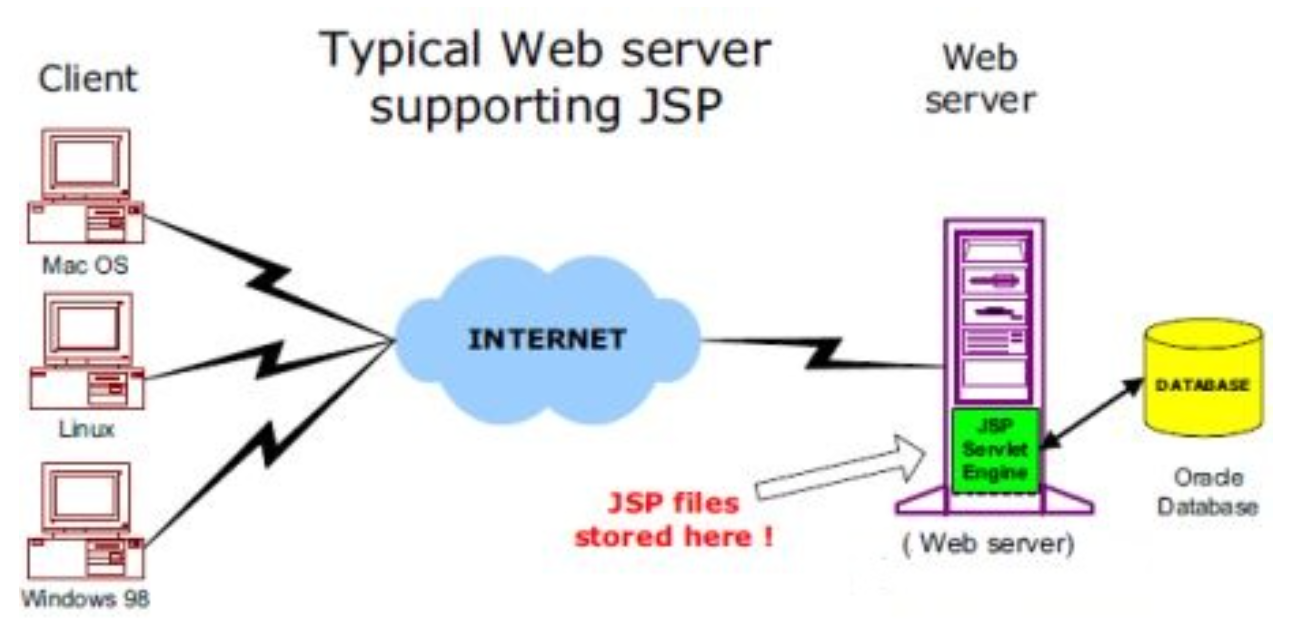 Typical Web server
supporting JSP
Client
Web
server
Mac OS
Linux
Windows 98
INTERNET
JSP files
stored here !
JSP
Servlet
Engine
( Web server)
DATABASE
Oracle
Database